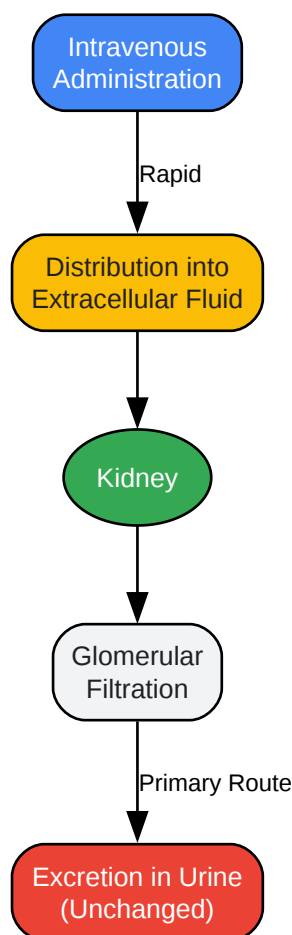 Intravenous
Administration
Rapid
Distribution into
Extracellular Fluid
Kidney
Glomerular
Filtration
Primary Route
Excretion in Urine
(Unchanged)